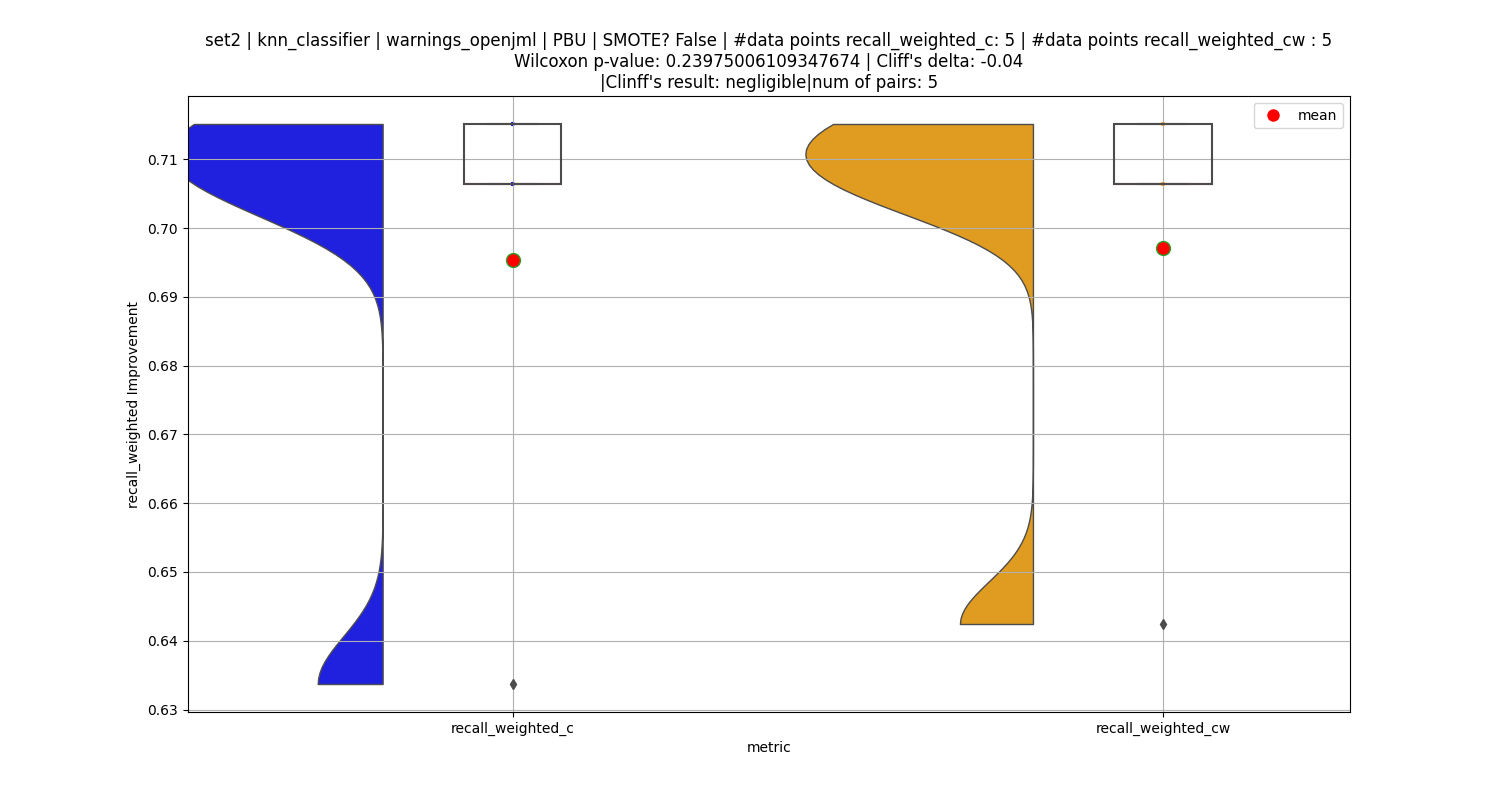 set2 | knn_classifier | warnings_openjml | PBU | SMOTE? False | #data points recall_weighted_c: 5 | #data points recall_weighted_cw : 5
Wilcoxon p-value: 0.23975006109347674 | Cliff's delta: -0.04
|Clinff's result: negligible|num of pairs: 5
mean
0.71
0.70
0.69
0.68
0.67
0.66
0.65
0.64
0.63
recall_weighted Improvement
recall_weighted_c
recall_weighted_cw
metric